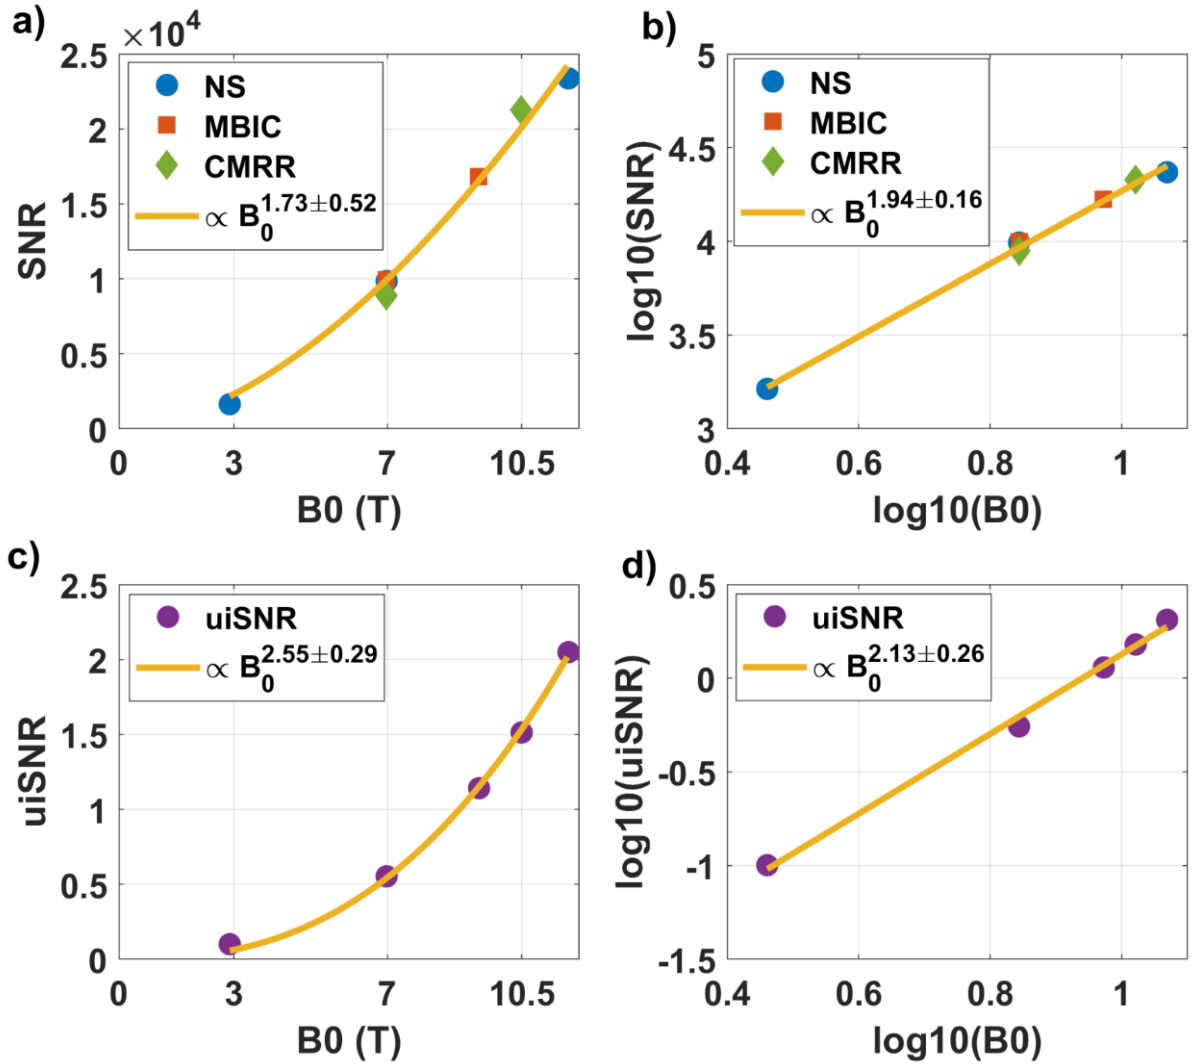 a)
×10⁴
2.5
2
1.5
1
0.5
0
SNR
NS
MBIC
CMRR
∝ B₀^1.73±0.52
0 3 7 10.5
B0 (T)
b)
5
4.5
4
3.5
3
log10(SNR)
NS
MBIC
CMRR
∝ B₀^1.94±0.16
0.4 0.6 0.8 1
log10(B0)
c)
2.5
2
1.5
1
0.5
0
uiSNR
uiSNR
∝ B₀^2.55±0.29
0 3 7 10.5
B0 (T)
d)
0.5
0
-0.5
-1
-1.5
log10(uiSNR)
uiSNR
∝ B₀^2.13±0.26
0.4 0.6 0.8 1
log10(B0)